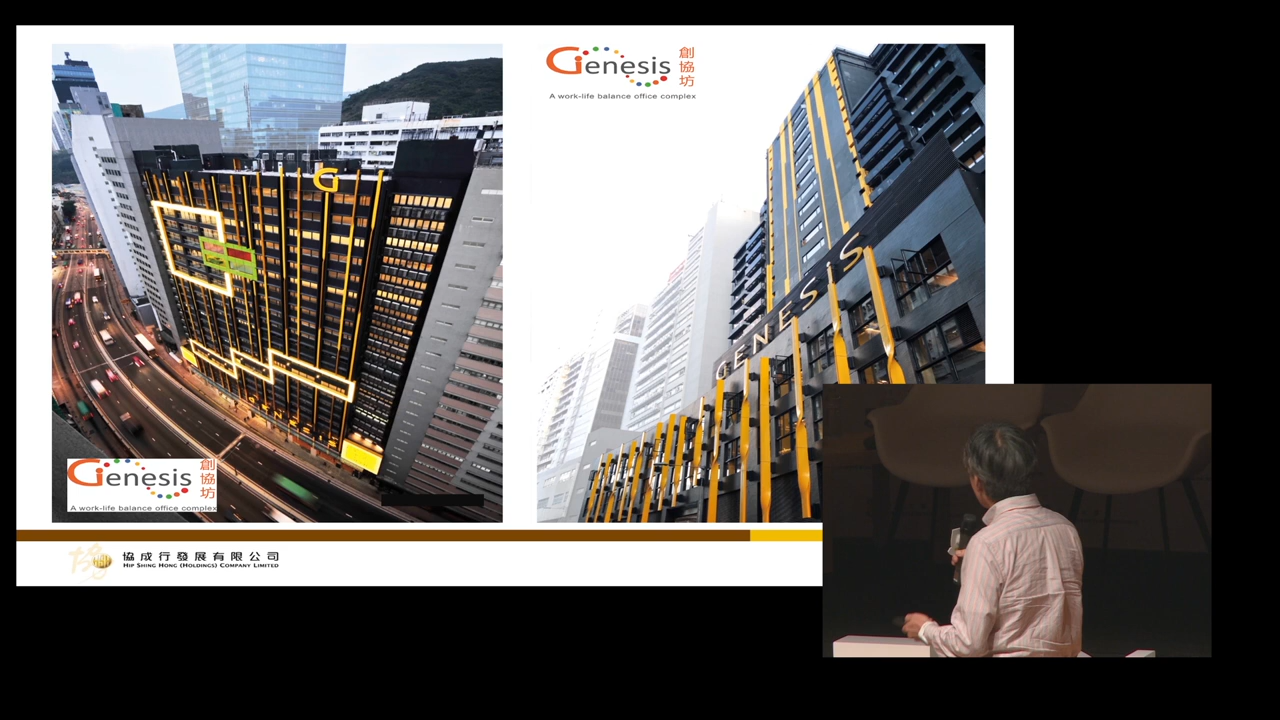 G
Genesis 創協坊
A work-life balance office complex
Genesis 創協坊
A work-life balance office complex
GENESIS
協成行發展有限公司
HIP SHING HONG (HOLDINGS) COMPANY LIMITED